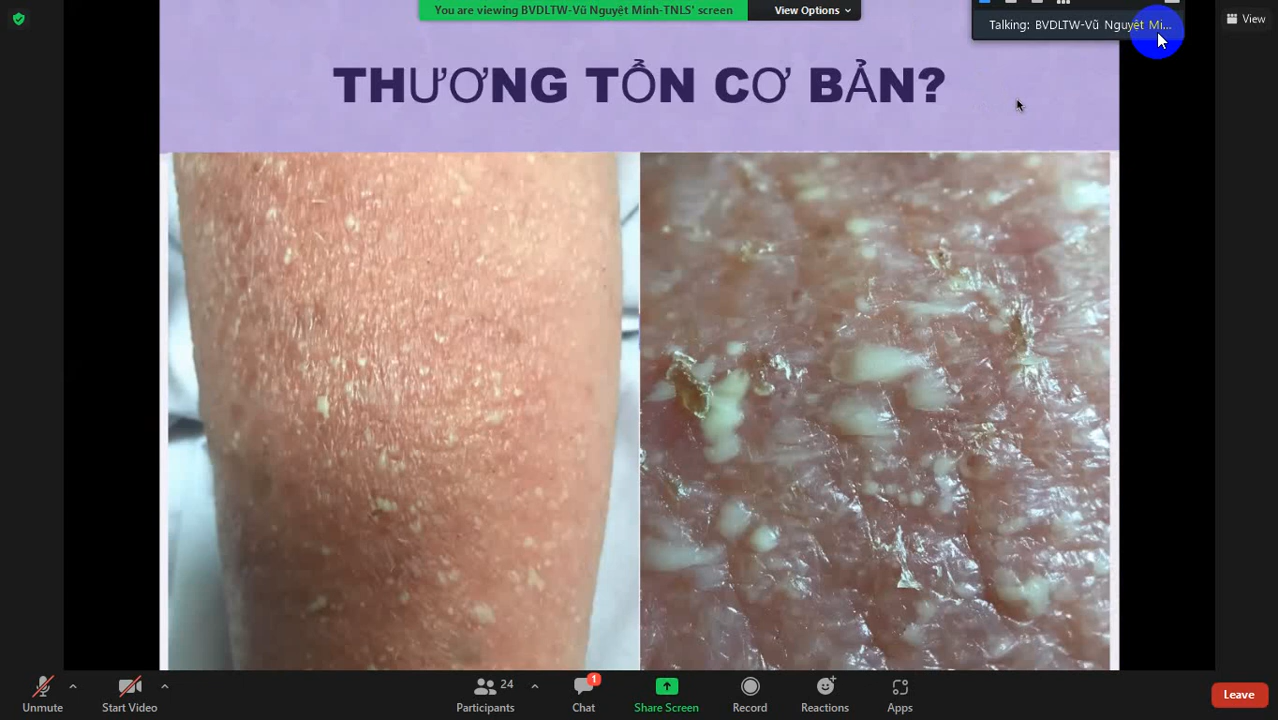 You are viewing BVDLTW-Vũ Nguyệt Minh-TNLS' screen
View Options
Talking: BVDLTW-Vũ Nguyệt Mi...
View
THƯƠNG TỔN CƠ BẢN?
Unmute
Start Video
24
Participants
1
Chat
Share Screen
Record
Reactions
Apps
Leave